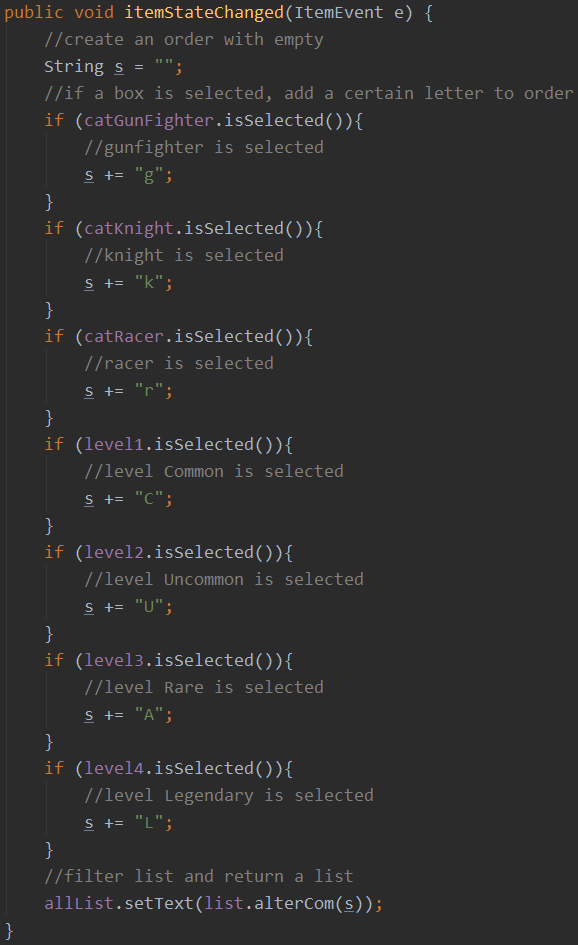 public void itemStateChanged(ItemEvent e) {
    //create an order with empty
    String s = "";
    //if a box is selected, add a certain letter to order
    if (catGunFighter.isSelected()){
        //gunfighter is selected
        s += "g";
    }
    if (catKnight.isSelected()){
        //knight is selected
        s += "k";
    }
    if (catRacer.isSelected()){
        //racer is selected
        s += "r";
    }
    if (level1.isSelected()){
        //level Common is selected
        s += "C";
    }
    if (level2.isSelected()){
        //level Uncommon is selected
        s += "U";
    }
    if (level3.isSelected()){
        //level Rare is selected
        s += "A";
    }
    if (level4.isSelected()){
        //level Legendary is selected
        s += "L";
    }
    //filter list and return a list
    allList.setText(list.alterCom(s));
}